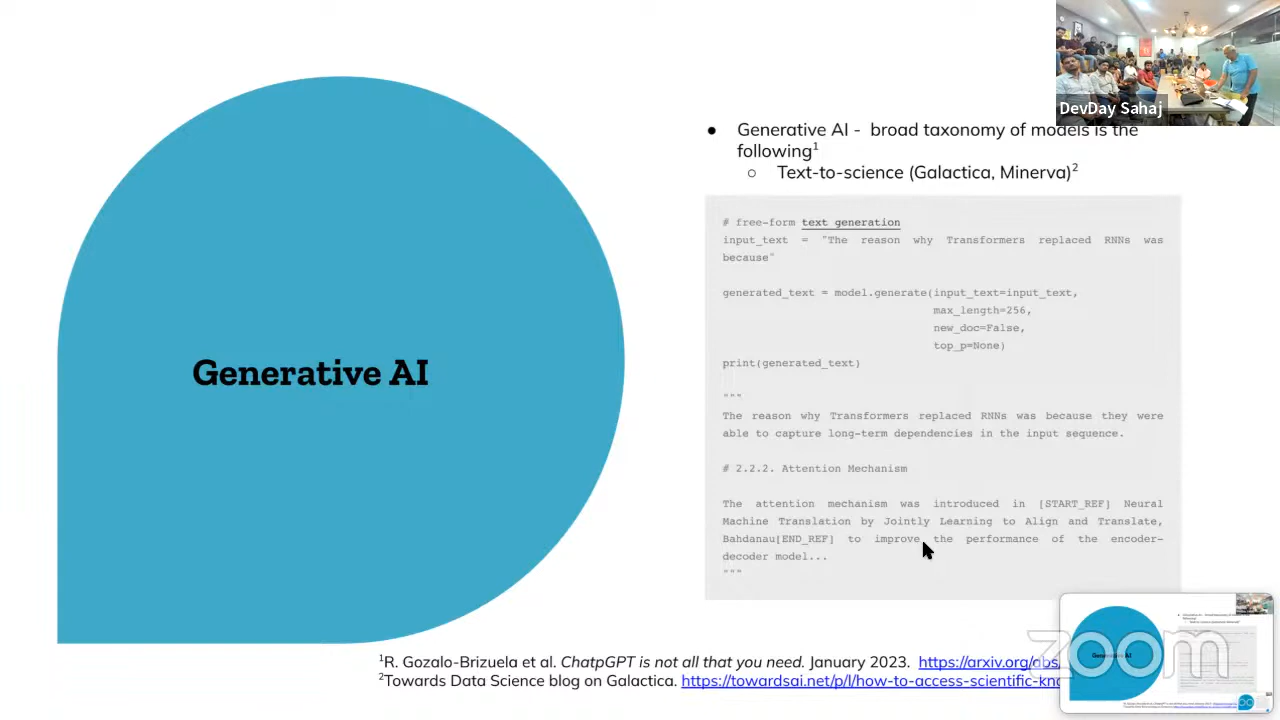 DevDay Sahaj
Generative AI
● Generative AI - broad taxonomy of models is the
following1
○ Text-to-science (Galactica, Minerva)2
# free-form text generation
input_text = "The reason why Transformers replaced RNNs was
because"
generated_text = model.generate(input_text=input_text,
max_length=256,
new_doc=False,
top_p=None)
print(generated_text)
"""
The reason why Transformers replaced RNNs was because they were
able to capture long-term dependencies in the input sequence.
# 2.2.2. Attention Mechanism
The attention mechanism was introduced in [START_REF] Neural
Machine Translation by Jointly Learning to Align and Translate,
Bahdanau[END_REF] to improve the performance of the encoder-
decoder model...
"""
1R. Gozalo-Brizuela et al. ChatpGPT is not all that you need. January 2023. https://arxiv.org/abs/
2Towards Data Science blog on Galactica. https://towardsai.net/p/l/how-to-access-scientific-kno
zoom